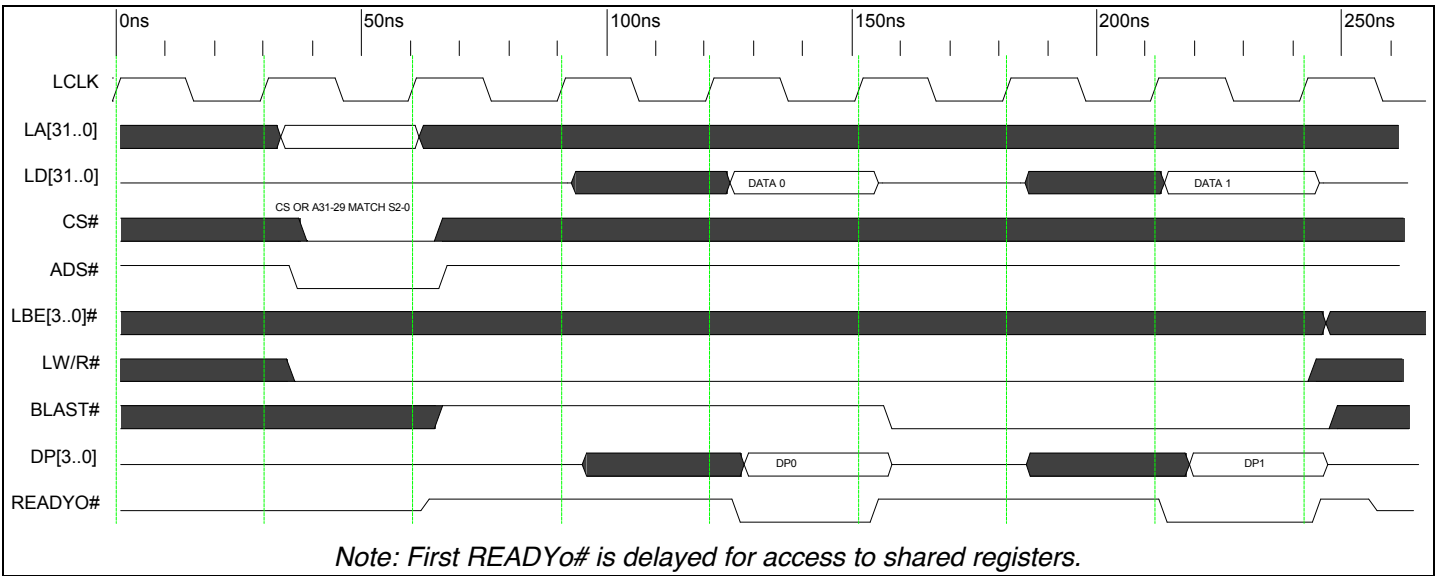 0ns 50ns 100ns 150ns 200ns 250ns
LCLK
LA[31..0]
LD[31..0] DATA 0 DATA 1
CS OR A31-29 MATCH S2-0
CS#
ADS#
LBE[3..0]#
LW/R#
BLAST#
DP[3..0] DP0 DP1
READYO#
Note: First READYo# is delayed for access to shared registers.